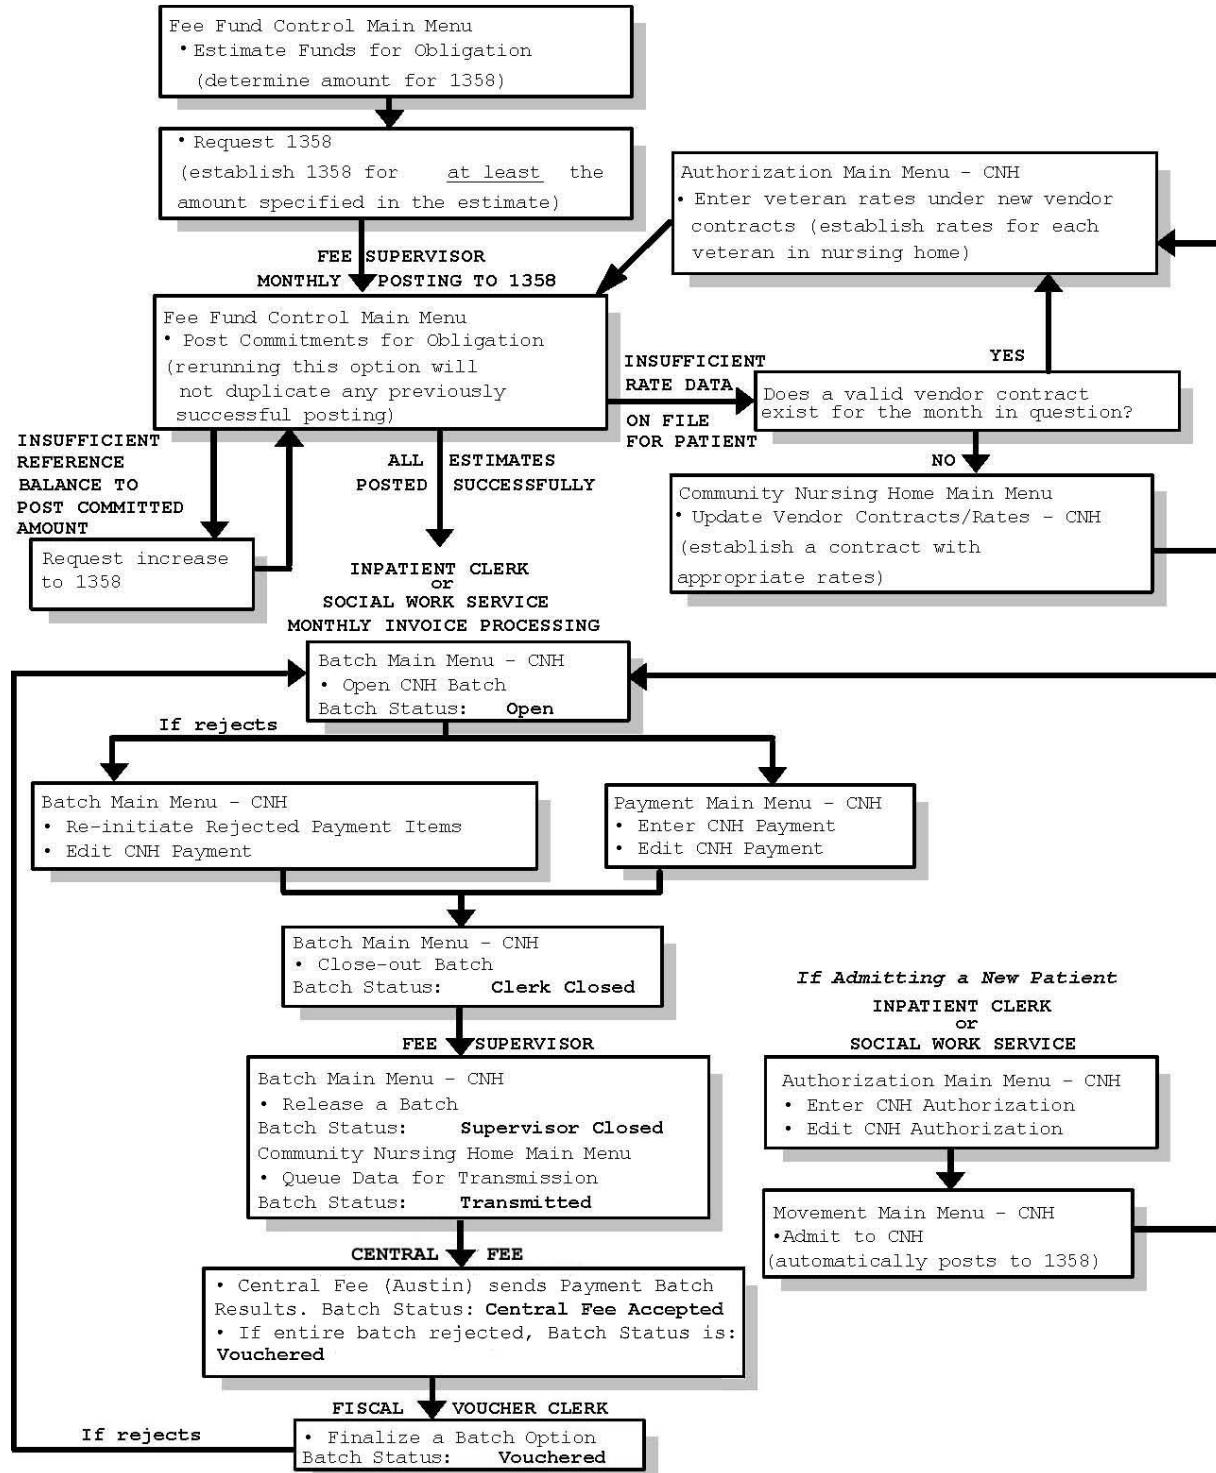 Fee Fund Control Main Menu
• Estimate Funds for Obligation
(determine amount for 1358)
• Request 1358
(establish 1358 for at least the
amount specified in the estimate)
FEE SUPERVISOR
MONTHLY POSTING TO 1358
Authorization Main Menu - CNH
• Enter veteran rates under new vendor
contracts (establish rates for each
veteran in nursing home)
Fee Fund Control Main Menu
• Post Commitments for Obligation
(rerunning this option will
not duplicate any previously
successful posting)
INSUFFICIENT
RATE DATA
ON FILE
FOR PATIENT
YES
Does a valid vendor contract
exist for the month in question?
NO
Community Nursing Home Main Menu
• Update Vendor Contracts/Rates - CNH
(establish a contract with
appropriate rates)
INSUFFICIENT
REFERENCE
BALANCE TO
POST COMMITTED
AMOUNT
Request increase
to 1358
ALL ESTIMATES
POSTED SUCCESSFULLY
INPATIENT CLERK
or
SOCIAL WORK SERVICE
MONTHLY INVOICE PROCESSING
Batch Main Menu - CNH
• Open CNH Batch
Batch Status: Open
If rejects
Batch Main Menu - CNH
• Re-initiate Rejected Payment Items
• Edit CNH Payment
Payment Main Menu - CNH
• Enter CNH Payment
• Edit CNH Payment
Batch Main Menu - CNH
• Close-out Batch
Batch Status: Clerk Closed
FEE SUPERVISOR
Batch Main Menu - CNH
• Release a Batch
Batch Status: Supervisor Closed
Community Nursing Home Main Menu
• Queue Data for Transmission
Batch Status: Transmitted
CENTRAL FEE
• Central Fee (Austin) sends Payment Batch
Results. Batch Status: Central Fee Accepted
• If entire batch rejected, Batch Status is:
Vouchered
FISCAL VOUCHER CLERK
If rejects
• Finalize a Batch Option
Batch Status: Vouchered
If Admitting a New Patient
INPATIENT CLERK
or
SOCIAL WORK SERVICE
Authorization Main Menu - CNH
• Enter CNH Authorization
• Edit CNH Authorization
Movement Main Menu - CNH
•Admit to CNH
(automatically posts to 1358)